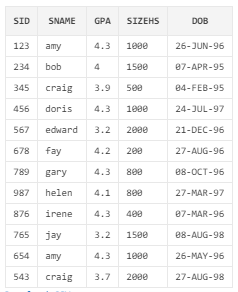 SID SNAME GPA SIZEHS DOB
123 amy 4.3 1000 26-JUN-96
234 bob 4 1500 07-APR-95
345 craig 3.9 500 04-FEB-95
456 doris 4.3 1000 24-JUL-97
567 edward 3.2 2000 21-DEC-96
678 fay 4.2 200 27-AUG-96
789 gary 4.3 800 08-OCT-96
987 helen 4.1 800 27-MAR-97
876 irene 4.3 400 07-MAR-96
765 jay 3.2 1500 08-AUG-98
654 amy 4.3 1000 26-MAY-96
543 craig 3.7 2000 27-AUG-98